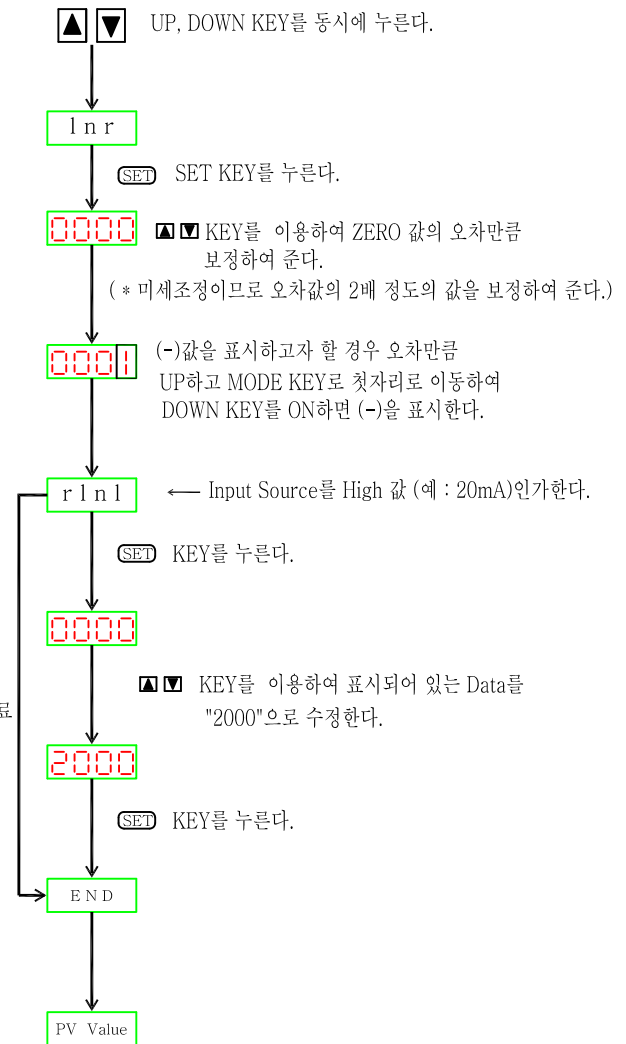 UP, DOWN KEY를 동시에 누른다.
lnr
SET SET KEY를 누른다.
0000
KEY를 이용하여 ZERO 값의 오차만큼
보정하여 준다.
( * 미세조정이므로 오차값의 2배 정도의 값을 보정하여 준다.)
0001
(-)값을 표시하고자 할 경우 오차만큼
UP하고 MODE KEY로 첫자리로 이동하여
DOWN KEY를 ON하면 (-)을 표시한다.
rlnl
Input Source를 High 값 (예 : 20mA)인가한다.
SET KEY를 누른다.
0000
KEY를 이용하여 표시되어 있는 Data를
료
"2000"으로 수정한다.
2000
SET KEY를 누른다.
END
PV Value